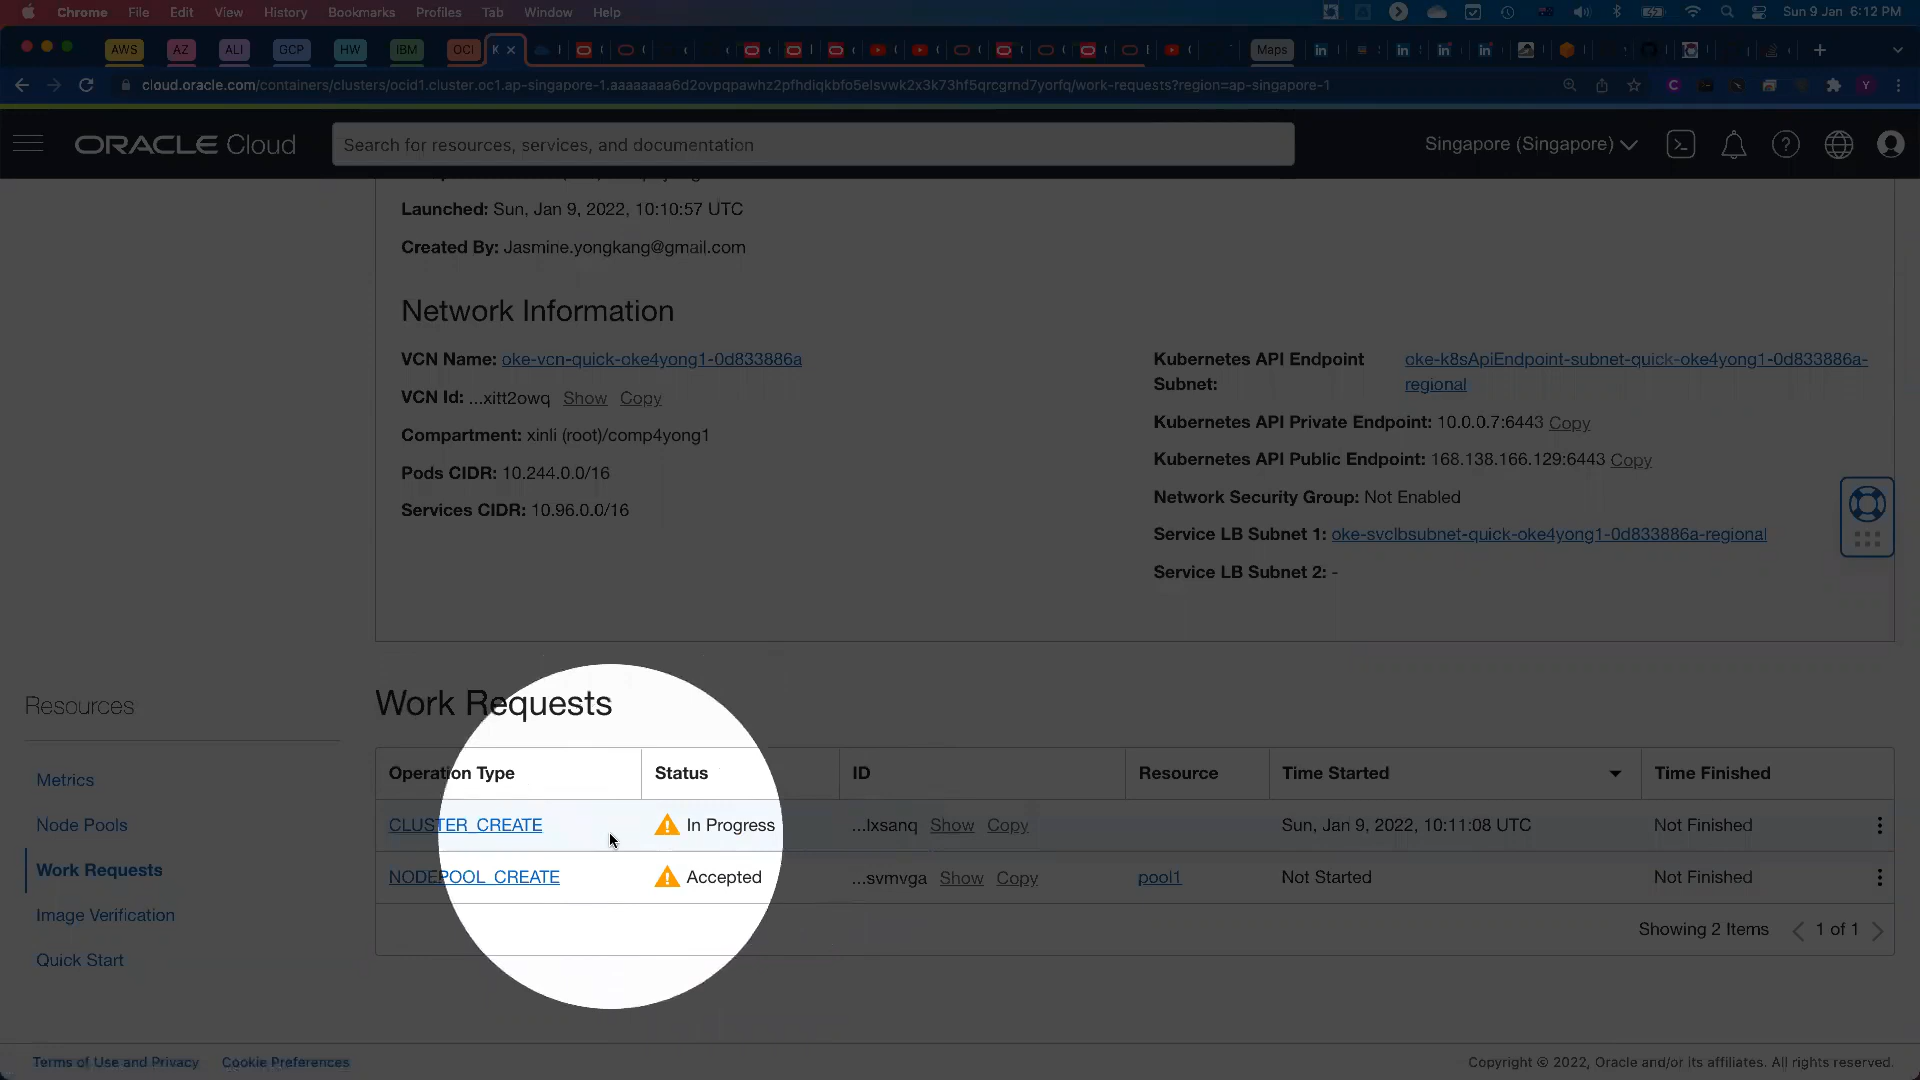 Chrome File Edit View History Bookmarks Profiles Tab Window Help Sun 9 Jan 6:12 PM
AWS AZ ALI GCP HW IBM OCI K Maps
cloud.oracle.com/containers/clusters/ocid1.cluster.oc1.ap-singapore-1.aaaaaaaa6d2ovpqpawhz2pfhdiqkbfo5elsvwk2x3k73hf5qrcgrnd7yorfq/work-requests?region=ap-singapore-1
ORACLE Cloud Search for resources, services, and documentation Singapore (Singapore)
Launched: Sun, Jan 9, 2022, 10:10:57 UTC
Created By: Jasmine.yongkang@gmail.com
Network Information
VCN Name: oke-vcn-quick-oke4yong1-0d833886a
VCN Id: ...xitt2owq Show Copy
Compartment: xinli (root)/comp4yong1
Pods CIDR: 10.244.0.0/16
Services CIDR: 10.96.0.0/16
Kubernetes API Endpoint Subnet: oke-k8sApiEndpoint-subnet-quick-oke4yong1-0d833886a-
regional
Kubernetes API Private Endpoint: 10.0.0.7:6443 Copy
Kubernetes API Public Endpoint: 168.138.166.129:6443 Copy
Network Security Group: Not Enabled
Service LB Subnet 1: oke-svclbsubnet-quick-oke4yong1-0d833886a-regional
Service LB Subnet 2: -
Resources
Metrics
Node Pools
Work Requests
Image Verification
Quick Start
Work Requests
Operation Type Status ID Resource Time Started Time Finished
CLUSTER_CREATE In Progress ...lxsanq Show Copy Sun, Jan 9, 2022, 10:11:08 UTC Not Finished
NODEPOOL_CREATE Accepted ...svmvga Show Copy pool1 Not Started Not Finished
Showing 2 Items 1 of 1
Terms of Use and Privacy Cookie Preferences Copyright © 2022, Oracle and/or its affiliates. All rights reserved.